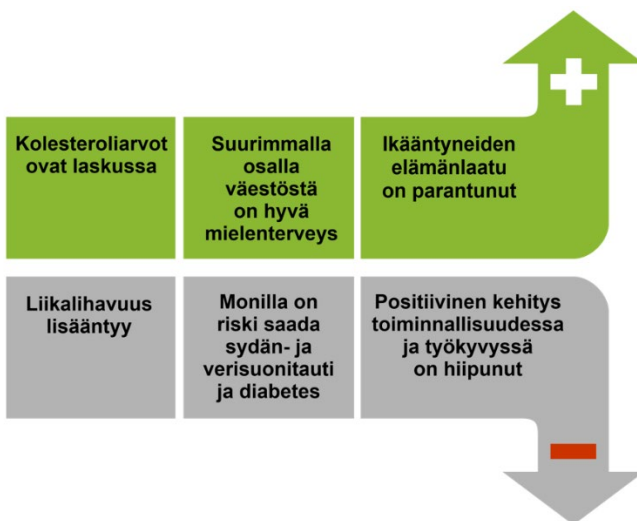 Kolesteroliarvot
ovat laskussa
Suurimmalla
osalla
väestöstä
on hyvä
mielenterveys
Ikääntyneiden
elämänlaatu
on parantunut
Liikalihavuus
lisääntyy
Monilla on
riski saada
sydän- ja
verisuonitauti
ja diabetes
Positiivinen kehitys
toiminnallisuudessa
ja työkyvyssä
on hiipunut